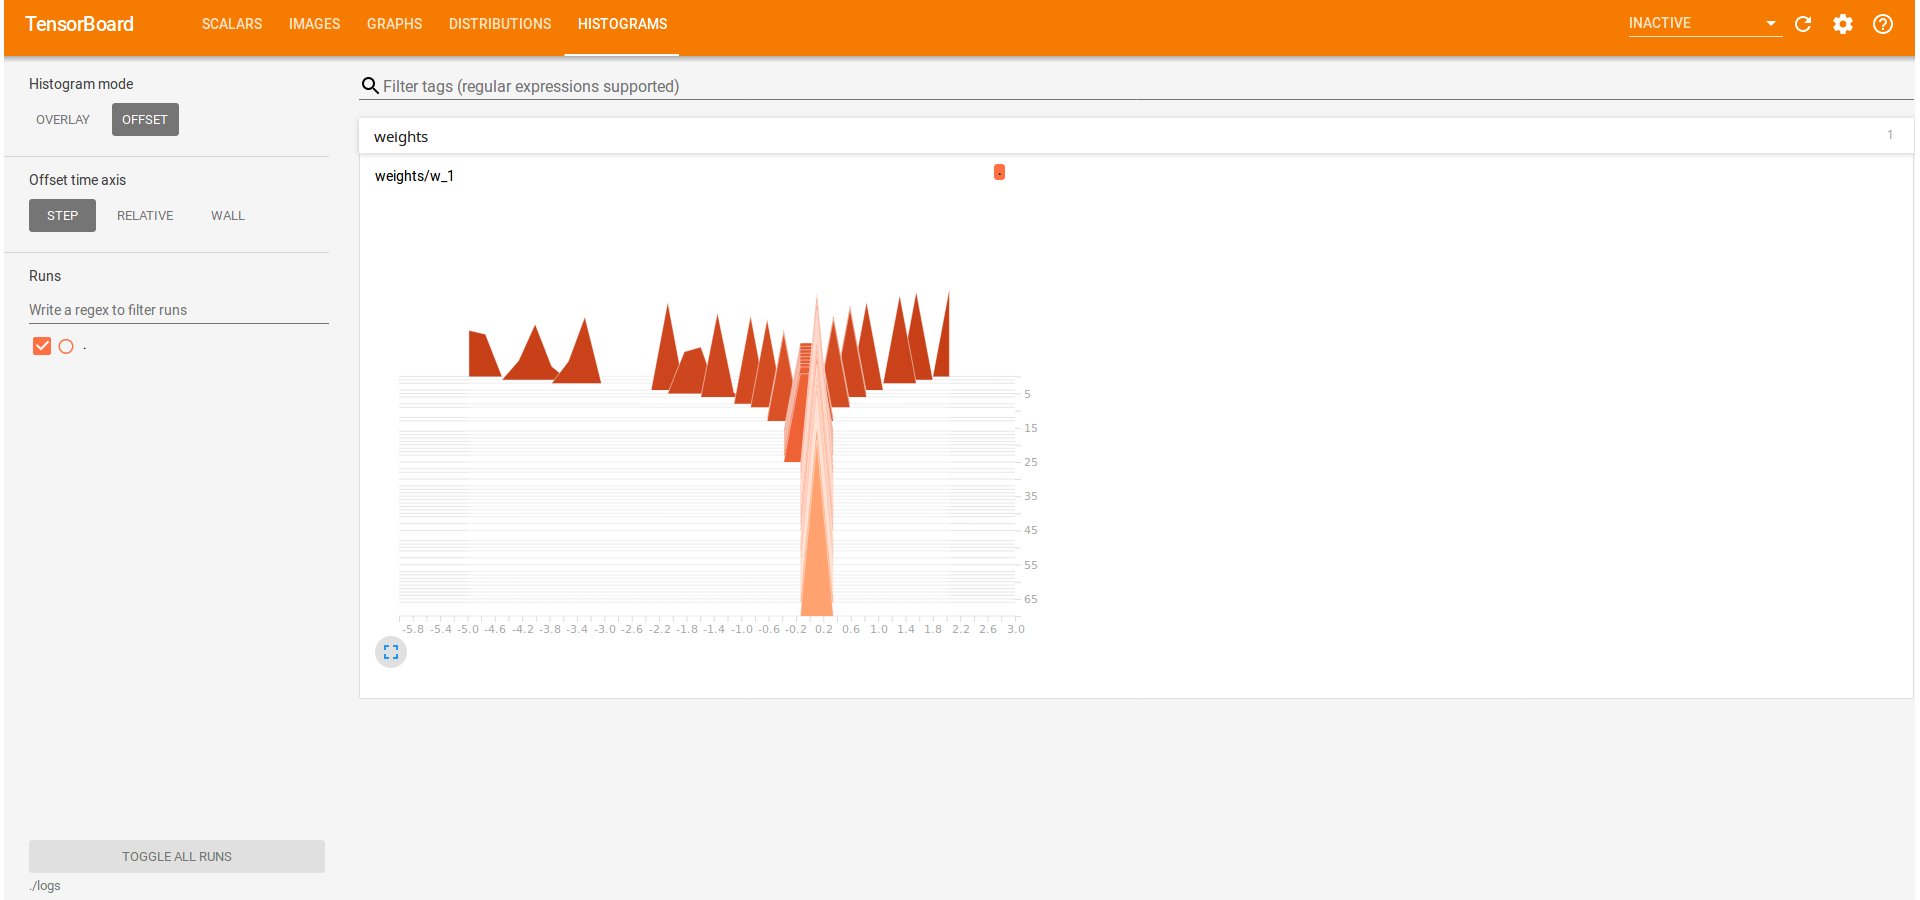 TensorBoard SCALARS IMAGES GRAPHS DISTRIBUTIONS HISTOGRAMS INACTIVE
Histogram mode
OVERLAY OFFSET
Offset time axis
STEP RELATIVE WALL
Runs
Write a regex to filter runs
.
TOGGLE ALL RUNS
./logs
Filter tags (regular expressions supported)
weights 1
weights/w_1 .
5
15
25
35
45
55
65
-5.8 -5.4 -5.0 -4.6 -4.2 -3.8 -3.4 -3.0 -2.6 -2.2 -1.8 -1.4 -1.0 -0.6 -0.2 0.2 0.6 1.0 1.4 1.8 2.2 2.6 3.0